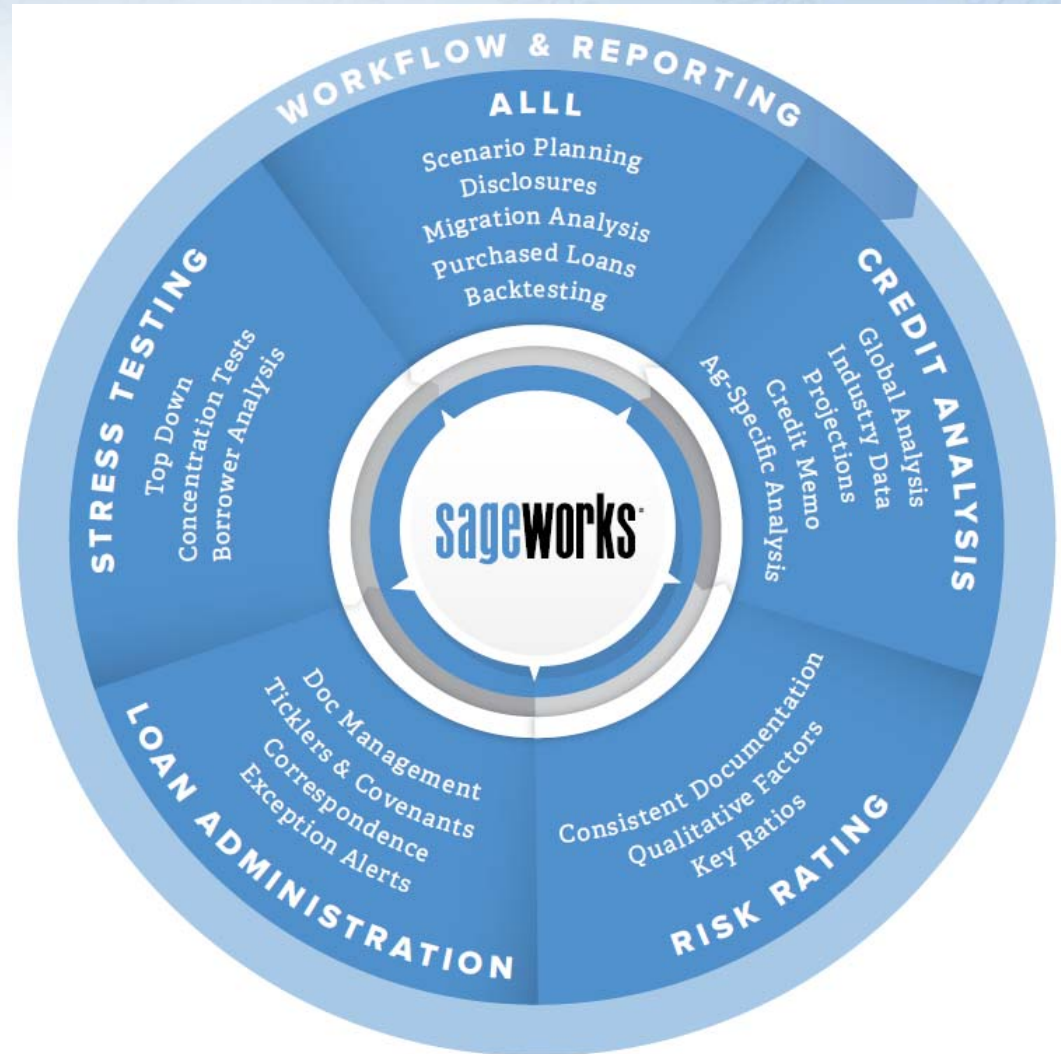 WORKFLOW & REPORTING
ALLL
Scenario Planning
Disclosures
Migration Analysis
Purchased Loans
Backtesting
CREDIT ANALYSIS
Global Analysis
Industry Data
Projections
Credit Memo
Ag-Specific Analysis
RISK RATING
Consistent Documentation
Qualitative Factors
Key Ratios
LOAN ADMINISTRATION
Doc Management
Ticklers & Covenants
Correspondence
Exception Alerts
STRESS TESTING
Top Down
Concentration Tests
Borrower Analysis
sageworks